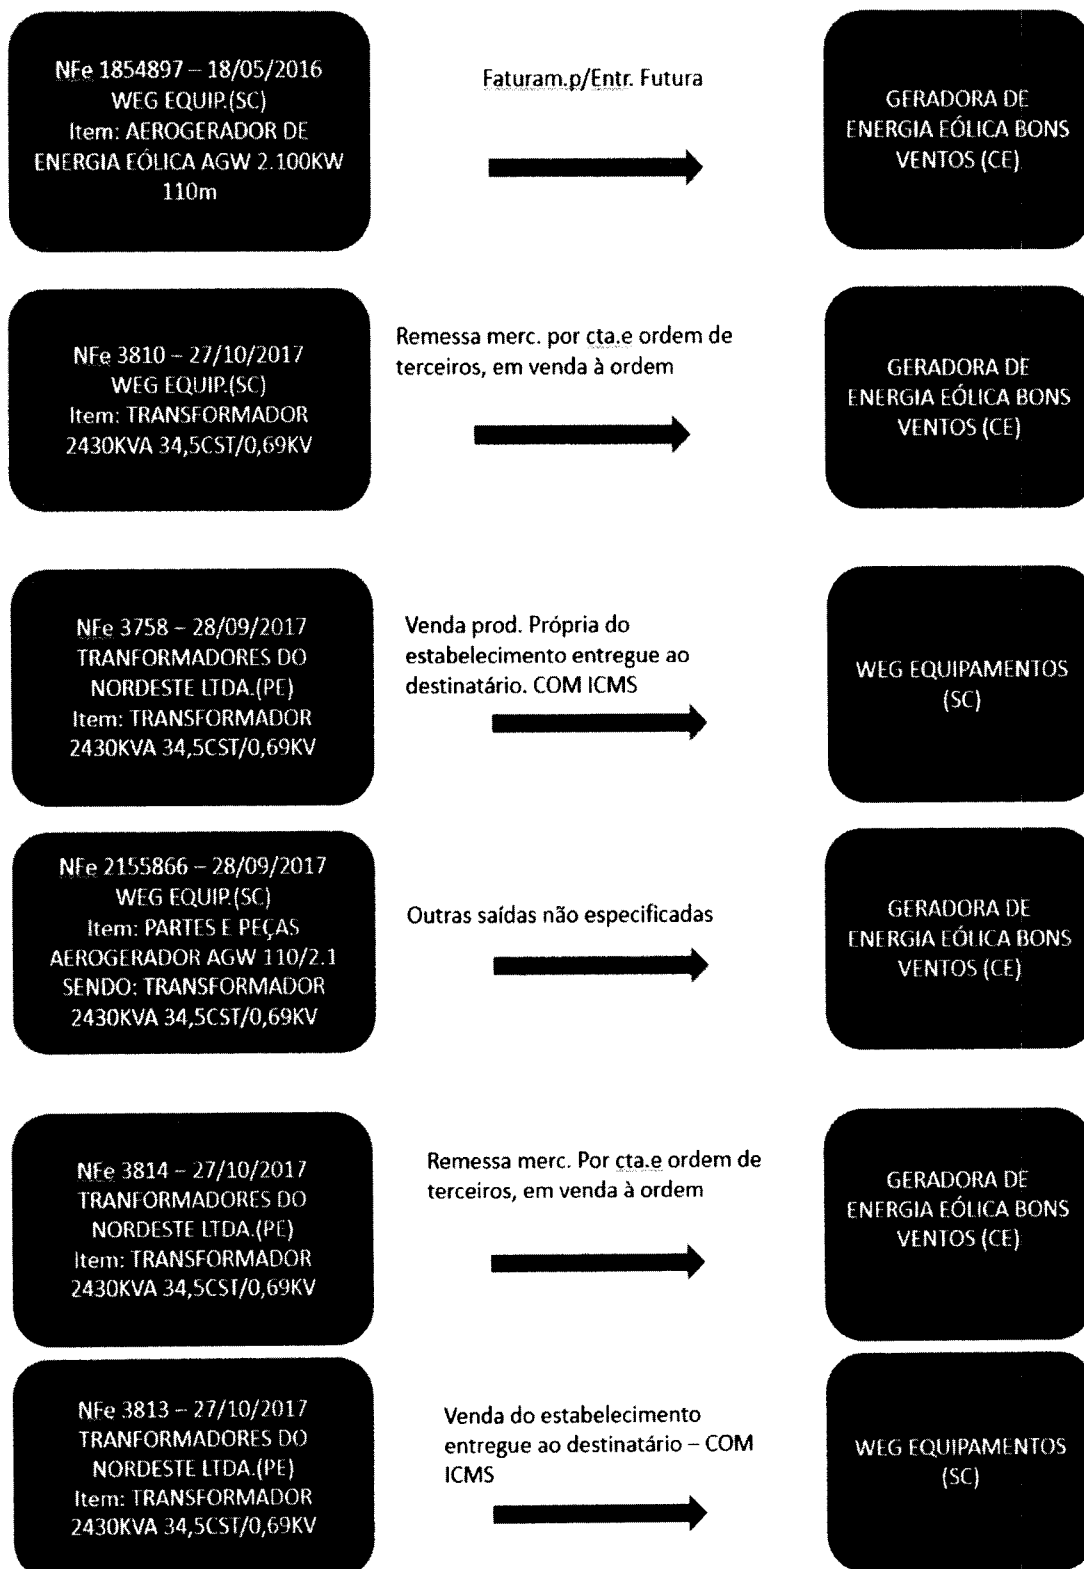 NFe 1854897 – 18/05/2016
WEG EQUIP.(SC)
Item: AEROGERADOR DE
ENERGIA EÓLICA AGW 2.100KW
110m
Faturam.p/Entr. Futura
GERADORA DE
ENERGIA EÓLICA BONS
VENTOS (CE)
NFe 3810 – 27/10/2017
WEG EQUIP.(SC)
Item: TRANSFORMADOR
2430KVA 34,5CST/0,69KV
Remessa merc. por cta.e ordem de
terceiros, em venda à ordem
GERADORA DE
ENERGIA EÓLICA BONS
VENTOS (CE)
NFe 3758 – 28/09/2017
TRANFORMADORES DO
NORDESTE LTDA.(PE)
Item: TRANSFORMADOR
2430KVA 34,5CST/0,69KV
Venda prod. Própria do
estabelecimento entregue ao
destinatário. COM ICMS
WEG EQUIPAMENTOS
(SC)
NFe 2155866 – 28/09/2017
WEG EQUIP.(SC)
Item: PARTES E PEÇAS
AEROGERADOR AGW 110/2.1
SENDO: TRANSFORMADOR
2430KVA 34,5CST/0,69KV
Outras saídas não especificadas
GERADORA DE
ENERGIA EÓLICA BONS
VENTOS (CE)
NFe 3814 – 27/10/2017
TRANFORMADORES DO
NORDESTE LTDA.(PE)
Item: TRANSFORMADOR
2430KVA 34,5CST/0,69KV
Remessa merc. Por cta.e ordem de
terceiros, em venda à ordem
GERADORA DE
ENERGIA EÓLICA BONS
VENTOS (CE)
NFe 3813 – 27/10/2017
TRANFORMADORES DO
NORDESTE LTDA.(PE)
Item: TRANSFORMADOR
2430KVA 34,5CST/0,69KV
Venda do estabelecimento
entregue ao destinatário – COM
ICMS
WEG EQUIPAMENTOS
(SC)